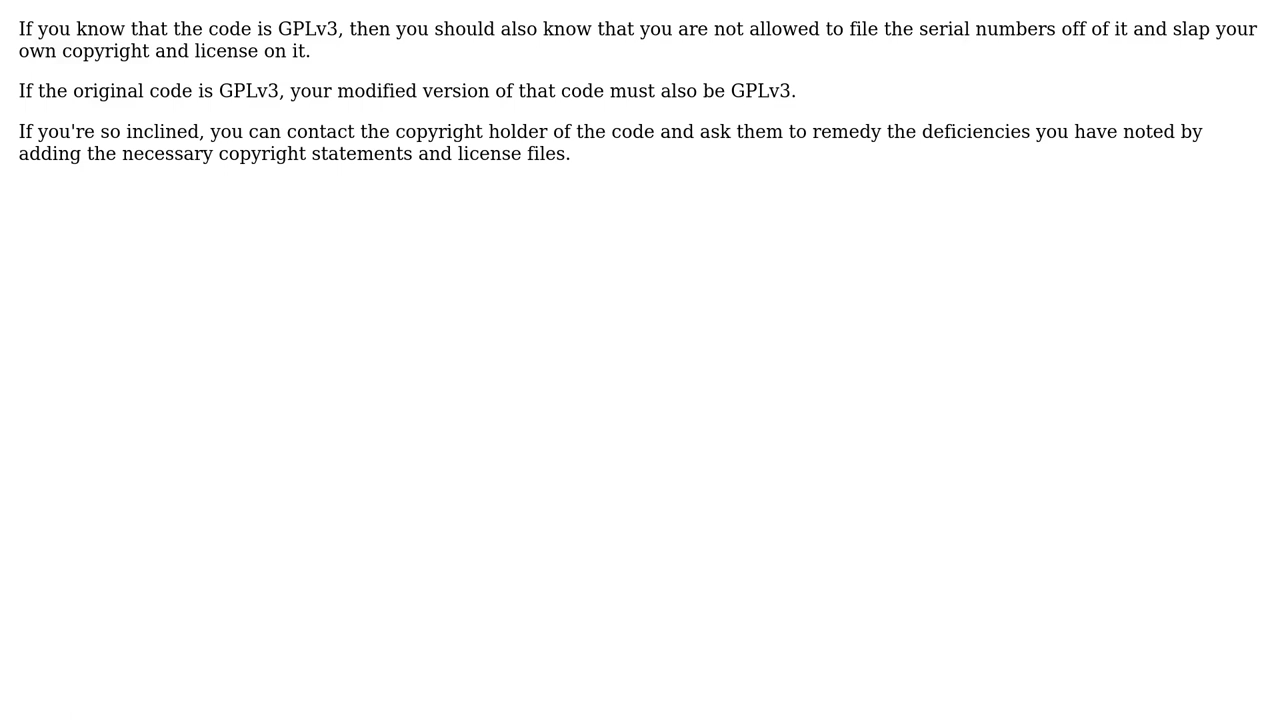 If you know that the code is GPLv3, then you should also know that you are not allowed to file the serial numbers off of it and slap your
own copyright and license on it.
If the original code is GPLv3, your modified version of that code must also be GPLv3.
If you're so inclined, you can contact the copyright holder of the code and ask them to remedy the deficiencies you have noted by
adding the necessary copyright statements and license files.